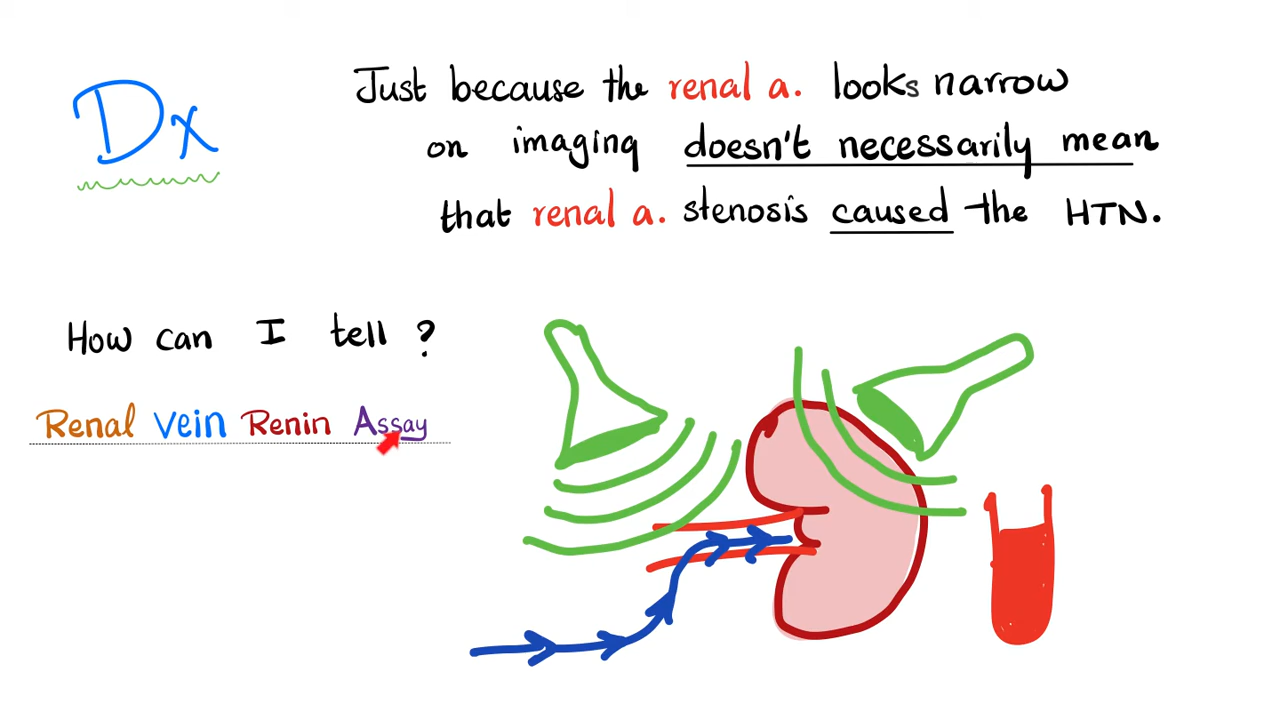 Dx
Just because the renal a. looks narrow
on imaging doesn't necessarily mean
that renal a. stenosis caused the HTN.
How can I tell ?
Renal vein Renin Assay